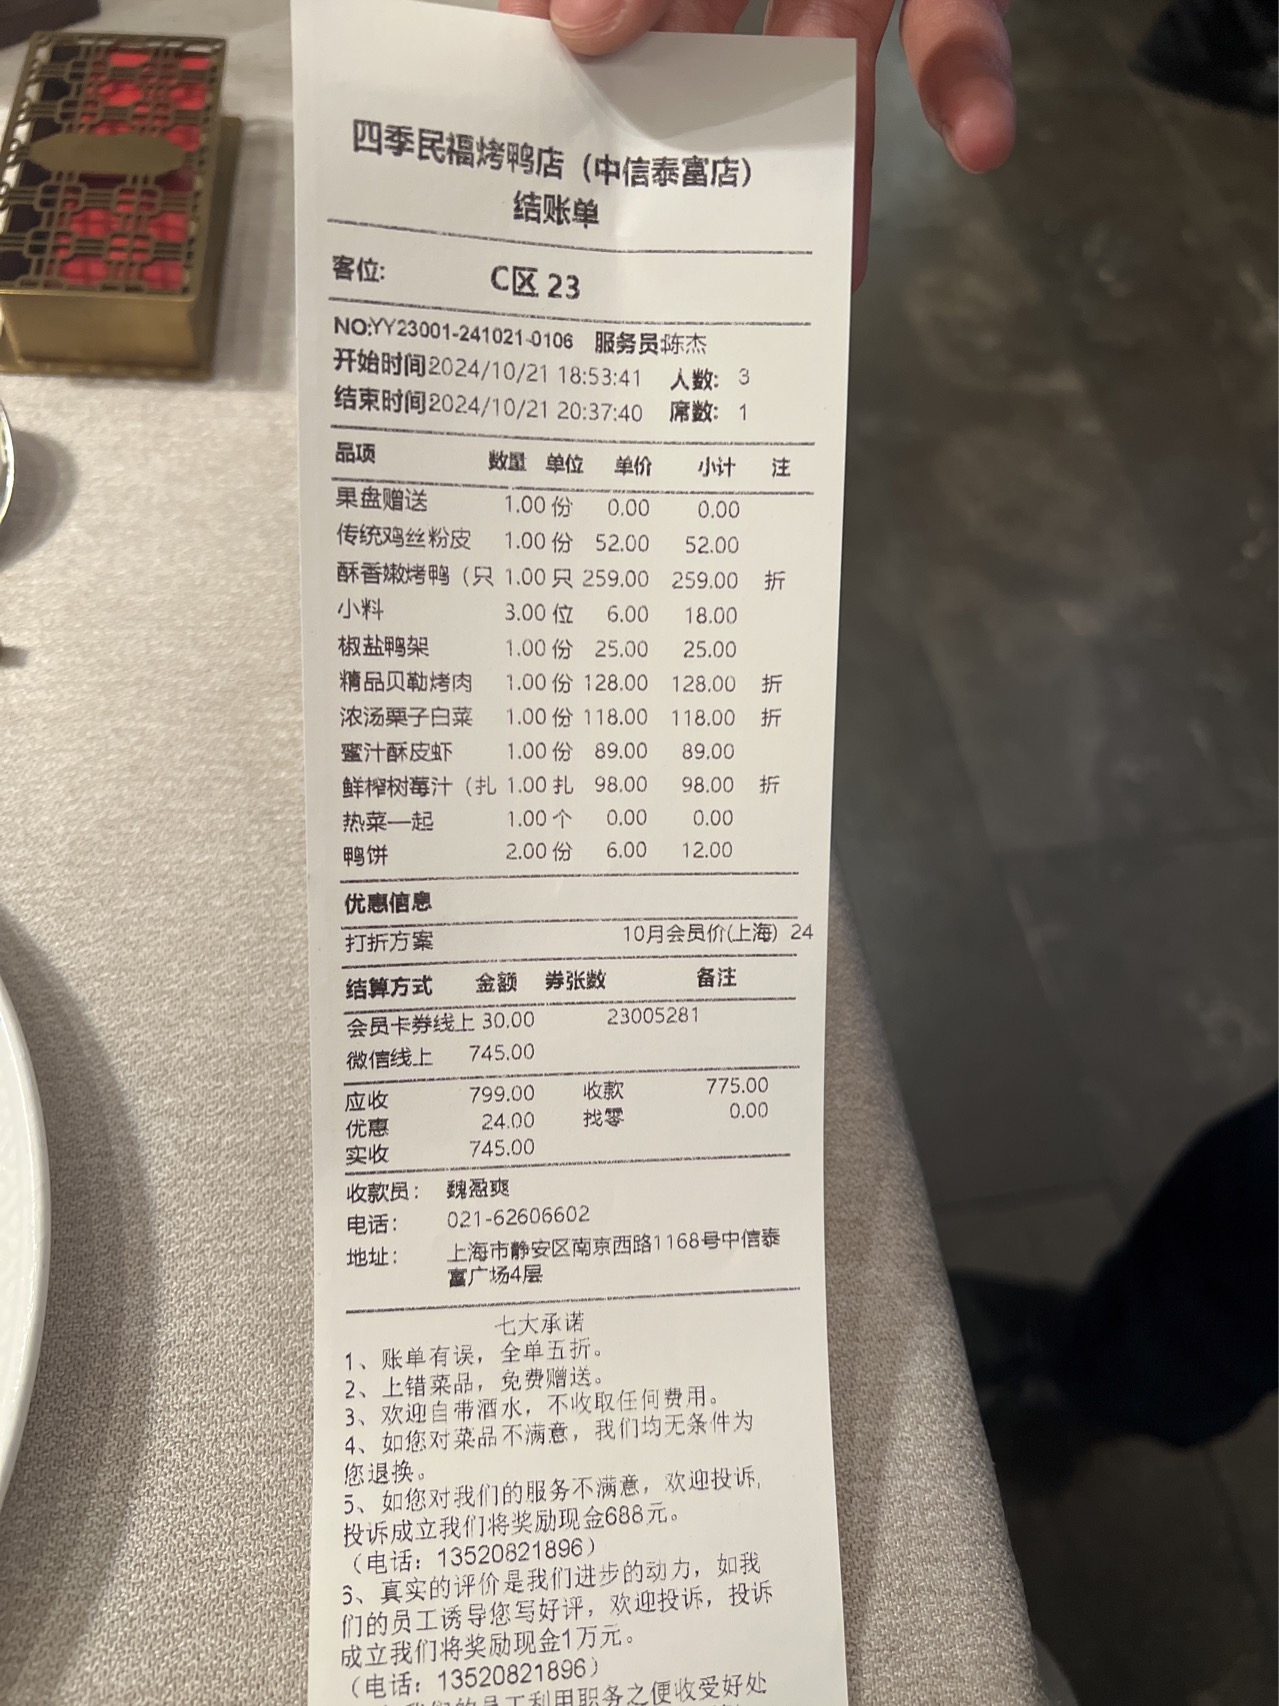 四季民福烤鸭店（中信泰富店）
结账单
客位: C区 23
NO:YY23001-241021-0106 服务员:陈杰
开始时间2024/10/21 18:53:41 人数: 3
结束时间2024/10/21 20:37:40 席数: 1
品项 数量 单位 单价 小计 注
果盘赠送 1.00 份 0.00 0.00
传统鸡丝粉皮 1.00 份 52.00 52.00
酥香嫩烤鸭（只 1.00 只 259.00 259.00 折
小料 3.00 位 6.00 18.00
椒盐鸭架 1.00 份 25.00 25.00
精品贝勒烤肉 1.00 份 128.00 128.00 折
浓汤栗子白菜 1.00 份 118.00 118.00 折
蜜汁酥皮虾 1.00 份 89.00 89.00
鲜榨树莓汁（扎 1.00 扎 98.00 98.00 折
热菜一起 1.00 个 0.00 0.00
鸭饼 2.00 份 6.00 12.00
优惠信息
打折方案 10月会员价(上海) 24
结算方式 金额 券张数 备注
会员卡券线上 30.00 23005281
微信线上 745.00
应收 799.00 收款 775.00
优惠 24.00 找零 0.00
实收 745.00
收款员: 魏盈爽
电话: 021-62606602
地址: 上海市静安区南京西路1168号中信泰
富广场4层
七大承诺
1、账单有误，全单五折。
2、上错菜品，免费赠送。
3、欢迎自带酒水，不收取任何费用。
4、如您对菜品不满意，我们均无条件为
您退换。
5、如您对我们的服务不满意，欢迎投诉,
投诉成立我们将奖励现金688元。
（电话：13520821896）
6、真实的评价是我们进步的动力，如我
们的员工诱导您写好评，欢迎投诉，投诉
成立我们将奖励现金1万元。
（电话：13520821896）
我们的员工利用职务之便收受好处